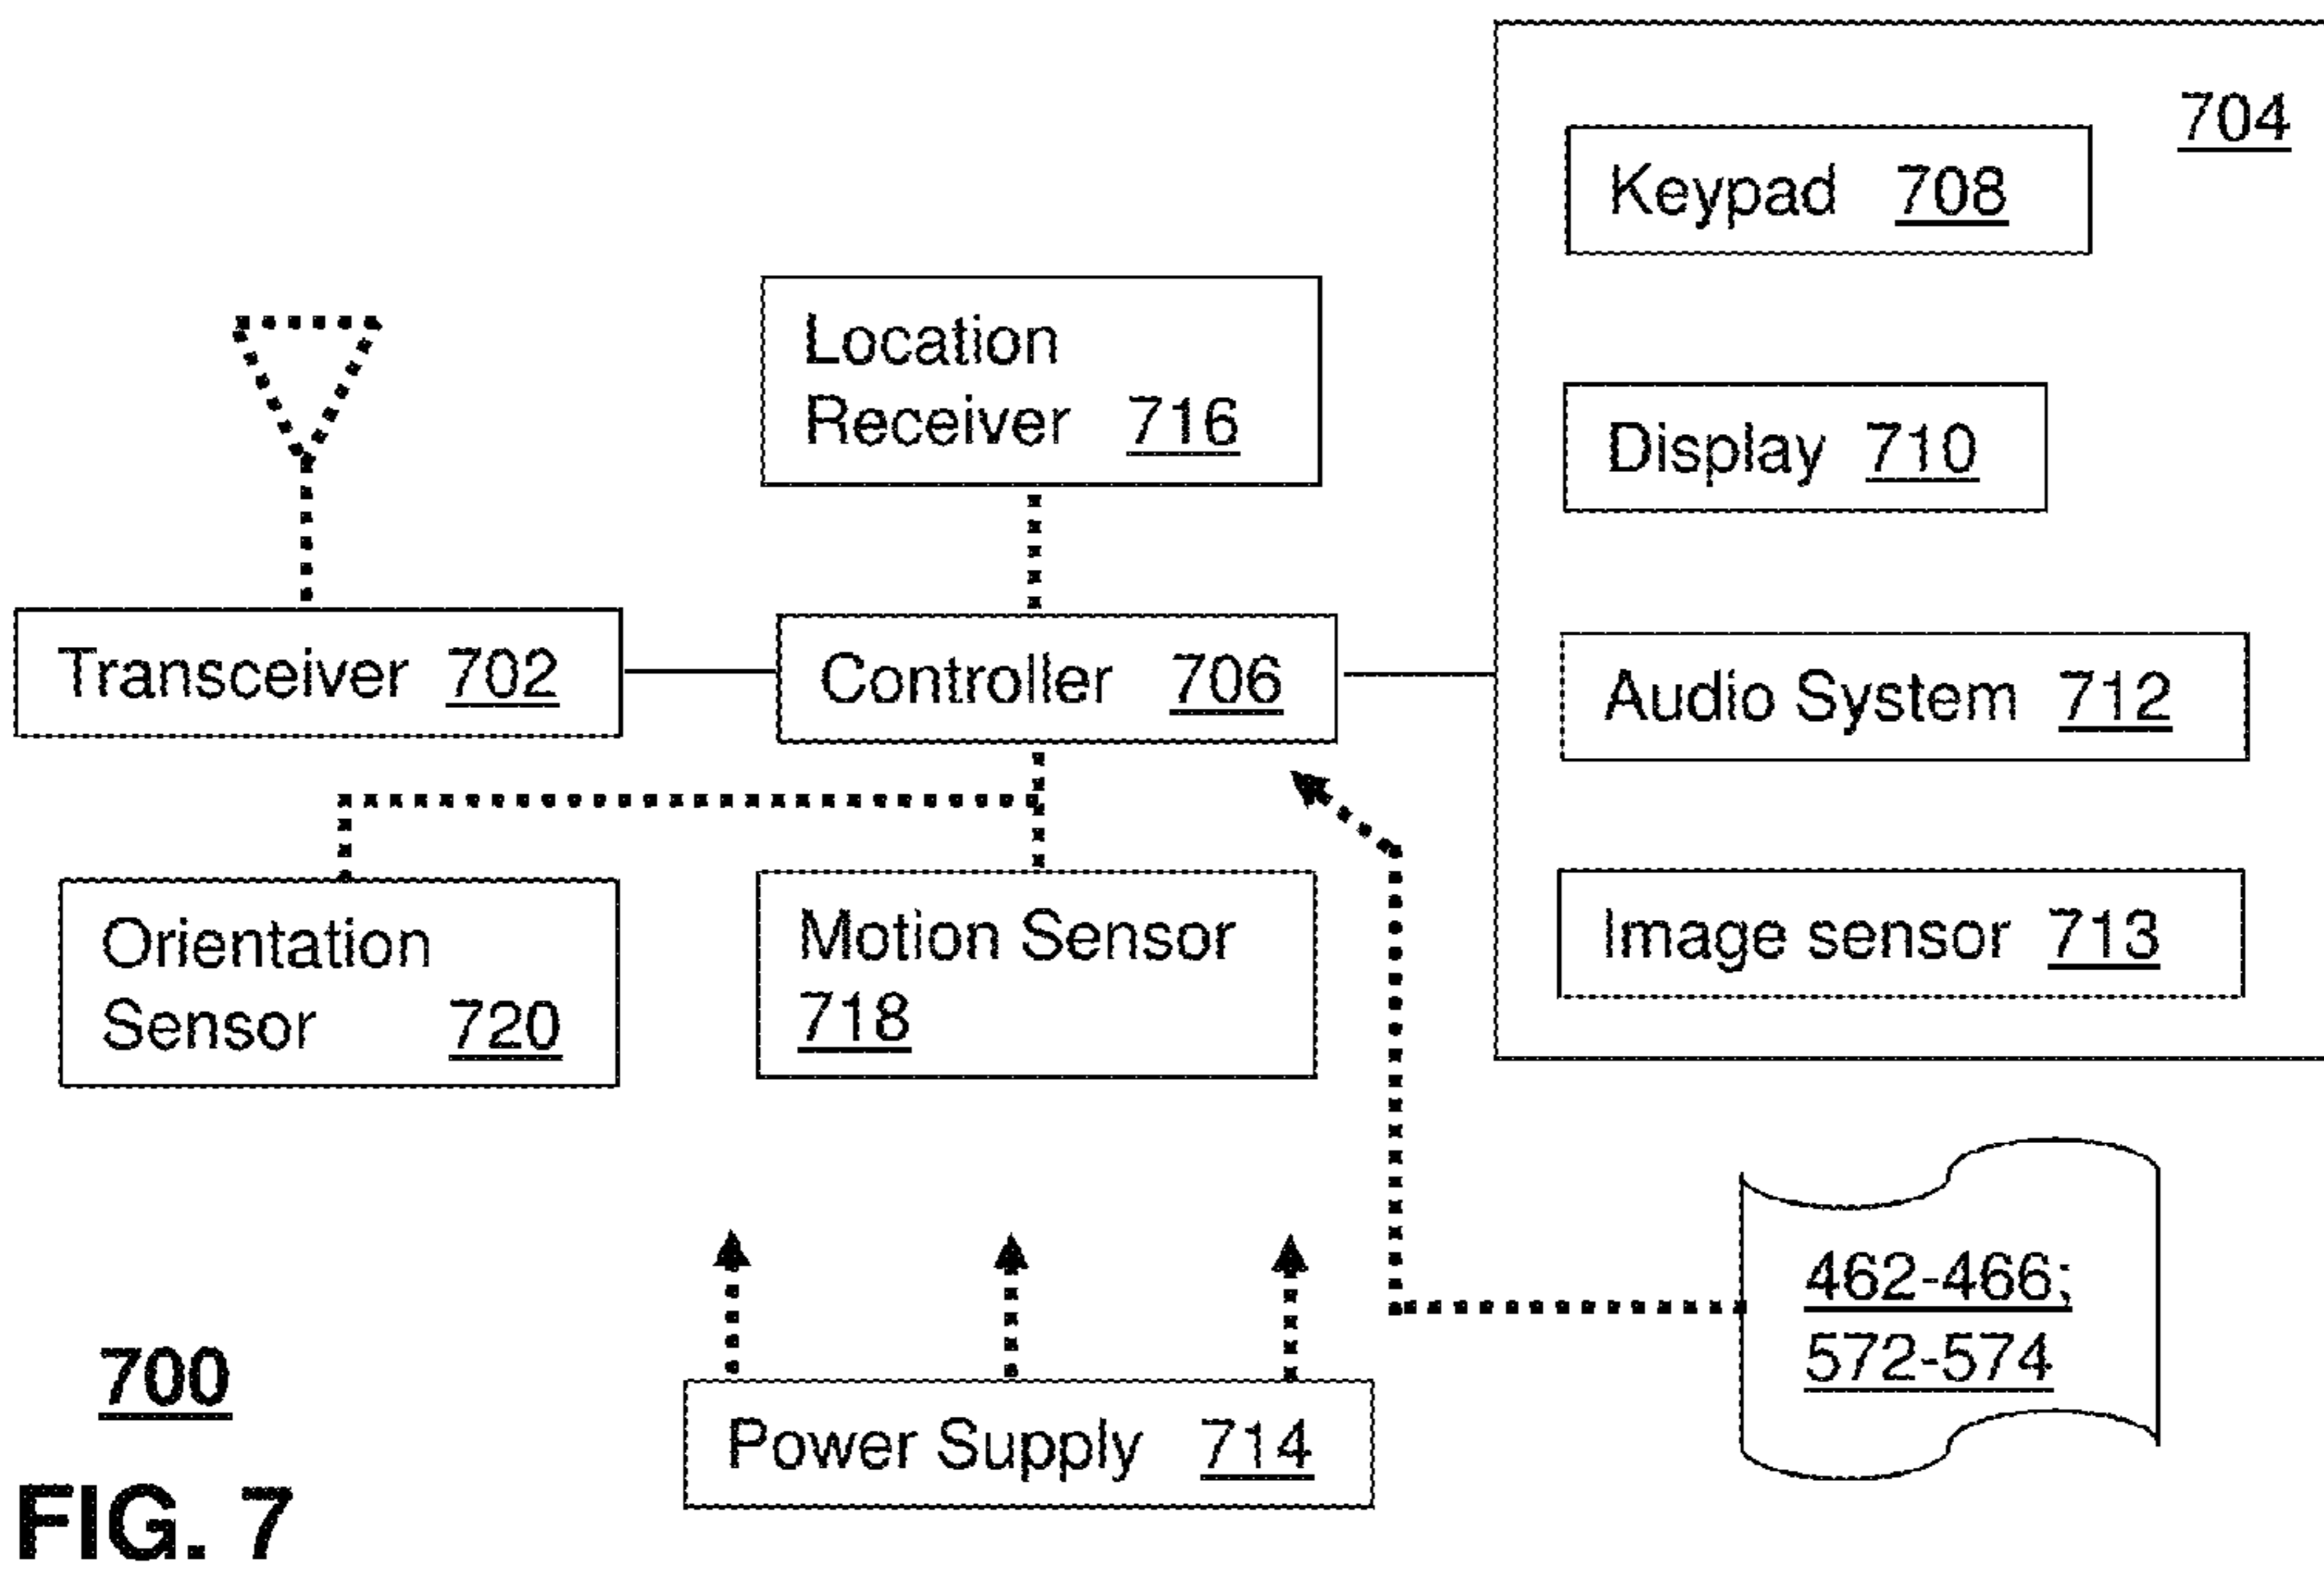 704
Keypad 708
Location
Receiver 716
Display 710
Transceiver 702
Controller 706
Audio System 712
Orientation
Sensor 720
Motion Sensor
718
Image sensor 713
462-466;
572-574
700
Power Supply 714
FIG. 7